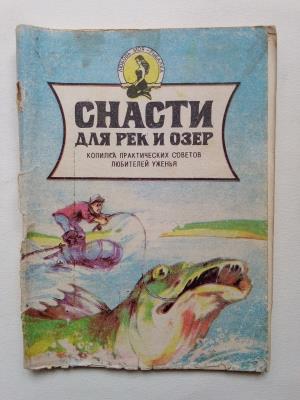 СНАСТИ
ДЛЯ РЕК И ОЗЕР
КОПИЛКА ПРАКТИЧЕСКИХ СОВЕТОВ
ЛЮБИТЕЛЕЙ УЖЕНЬЯ